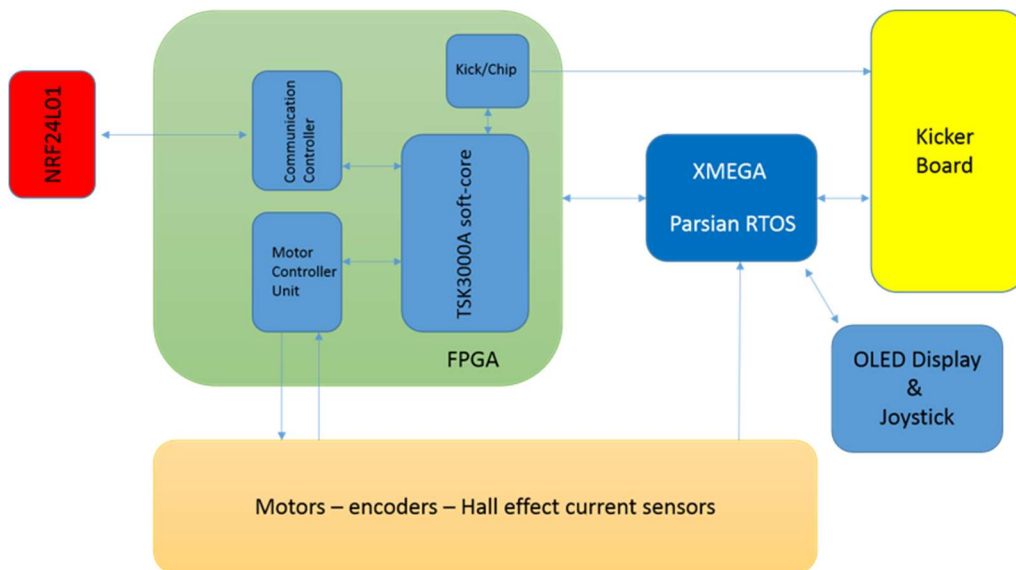 NRF24L01
Communication
Controller
Motor
Controller
Unit
Kick/Chip
TSK3000A soft-core
FPGA
XMEGA
Parsian RTOS
Kicker
Board
OLED Display
&
Joystick
Motors – encoders – Hall effect current sensors